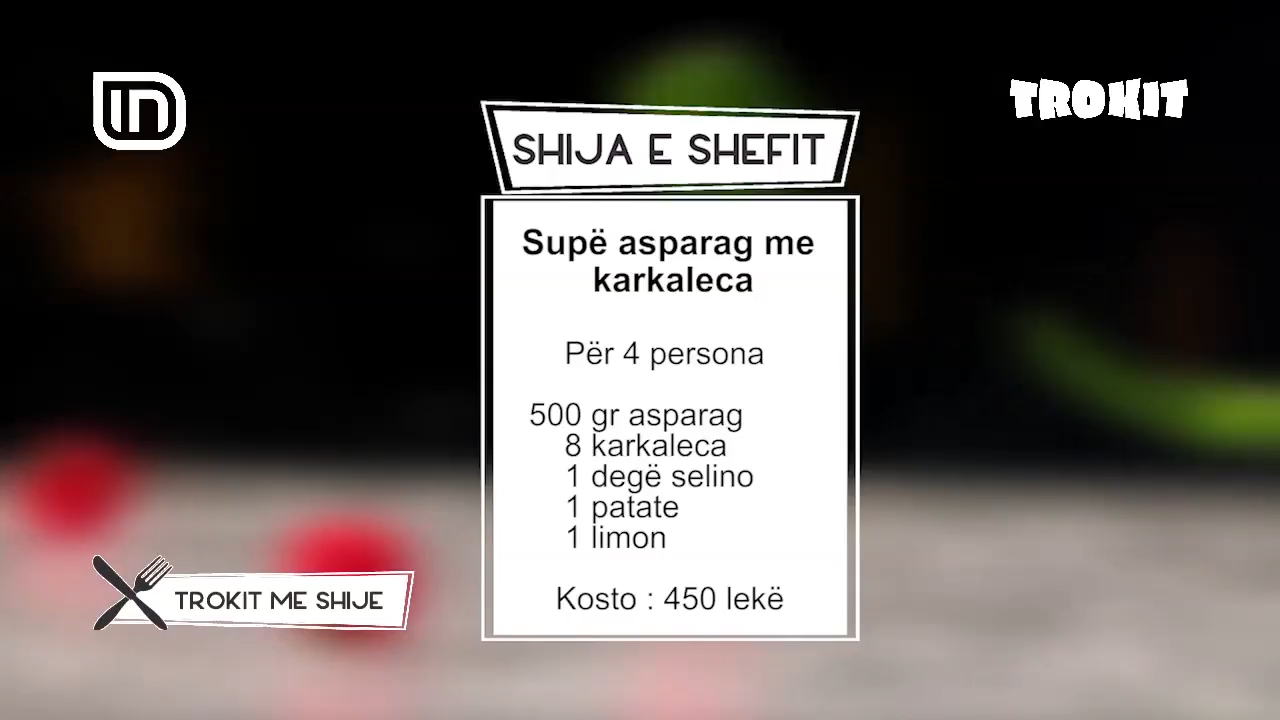 IN
TROKIT
SHIJA E SHEFIT
Supë asparag me
karkaleca
Për 4 persona
500 gr asparag
8 karkaleca
1 degë selino
1 patate
1 limon
Kosto : 450 lekë
TROKIT ME SHIJE